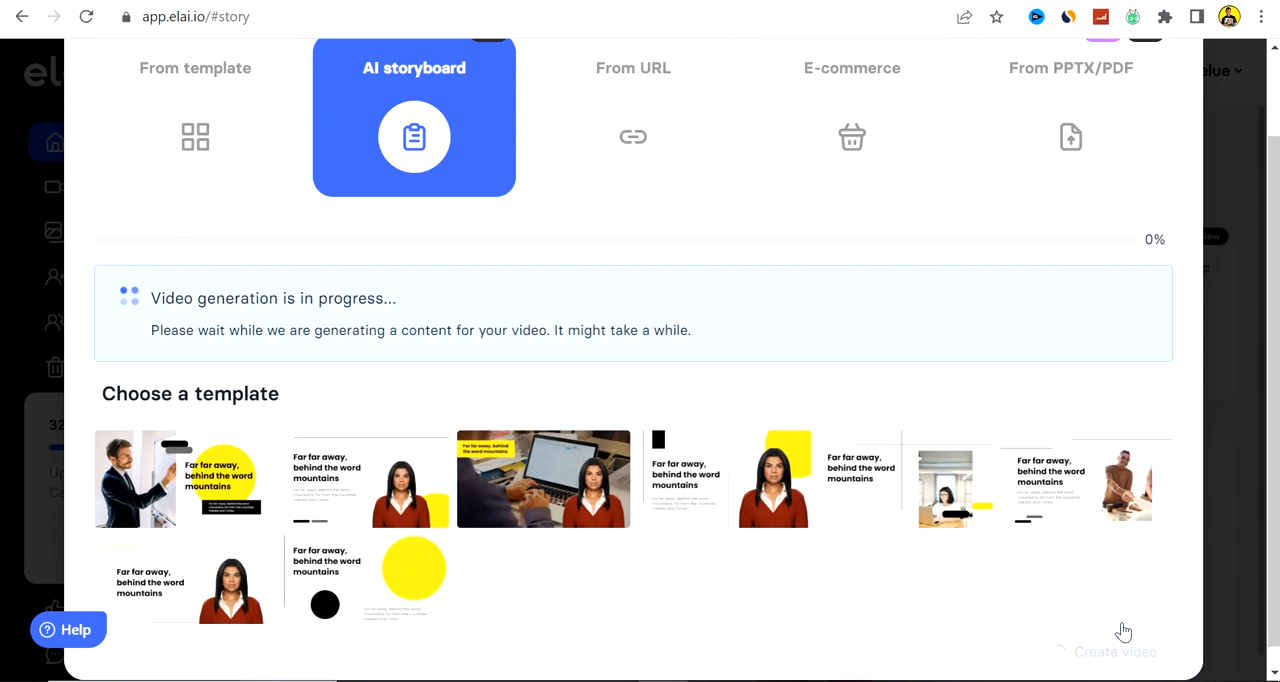 app.elai.io/#story
From template
AI storyboard
From URL
E-commerce
From PPTX/PDF
elue
0%
Video generation is in progress...
Please wait while we are generating a content for your video. It might take a while.
Choose a template
Far far away,
behind the word
mountains
Far far away,
behind the word
mountains
Far far away, behind
the word mountains
Far far away,
behind the word
mountains
Far far away,
behind the word
mountains
Far far away,
behind the word
mountains
Far far away,
behind the word
mountains
Far far away,
behind the word
mountains
32
Help
Create video